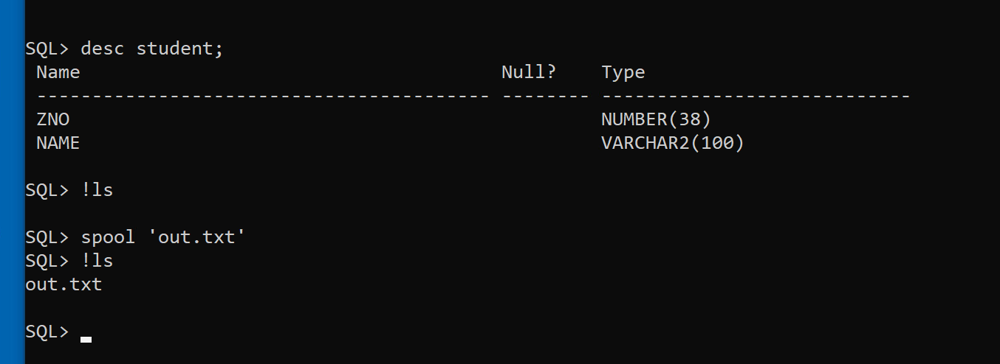 SQL> desc student;
 Name                                      Null?    Type
 ----------------------------------------- -------- ----------------------------
 ZNO                                                NUMBER(38)
 NAME                                               VARCHAR2(100)
SQL> !ls
SQL> spool 'out.txt'
SQL> !ls
out.txt
SQL>